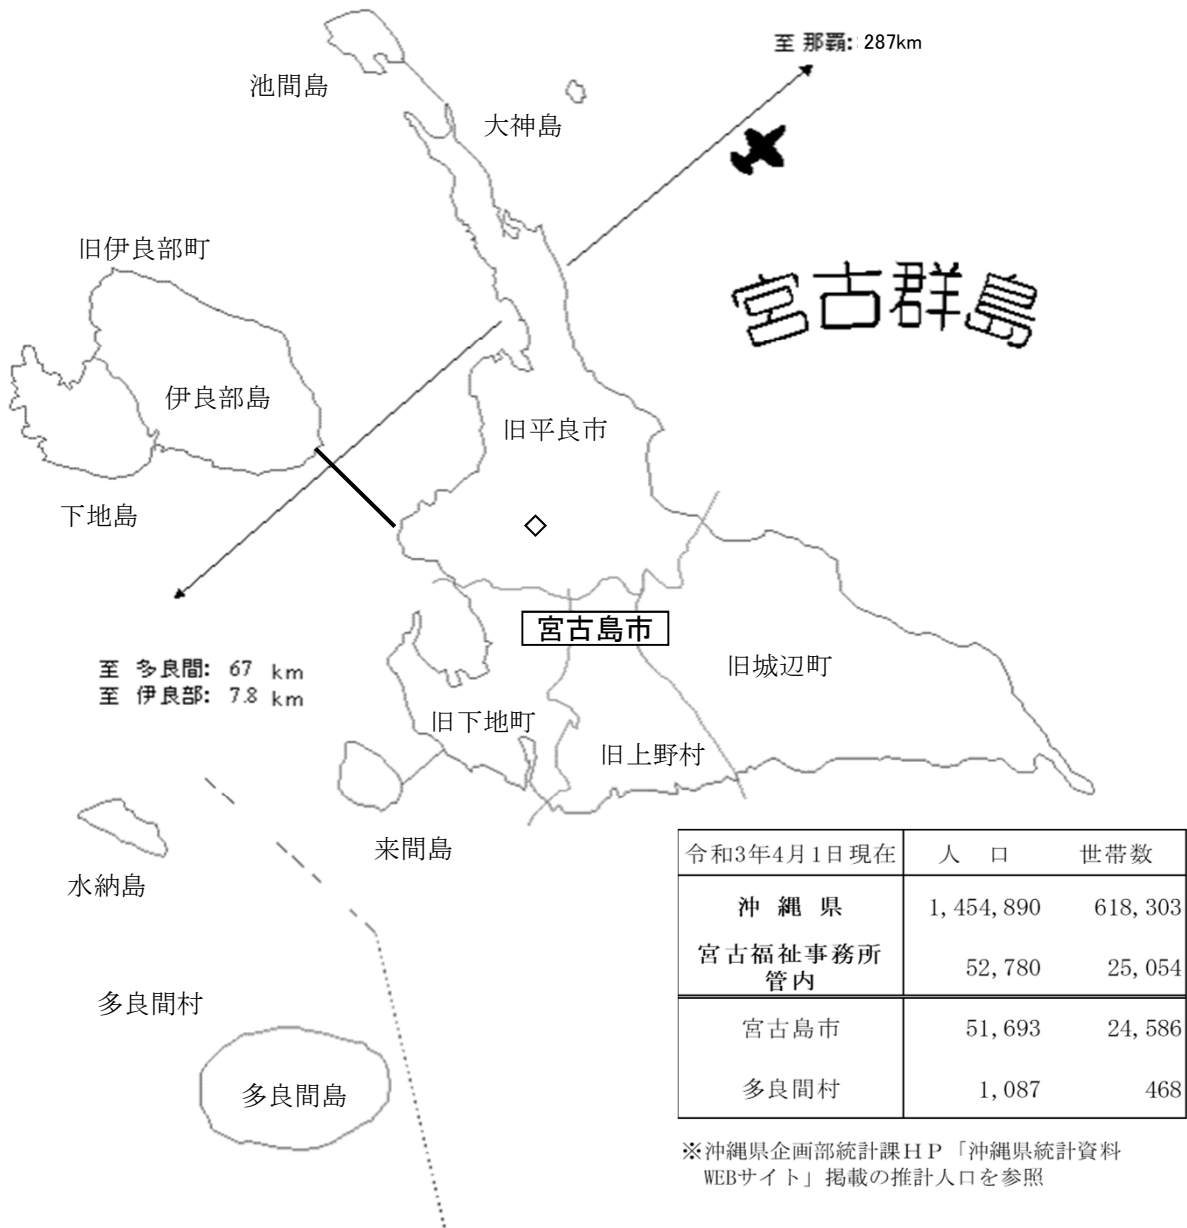 至 那覇: 287km
池間島
大神島
旧伊良部町
宮古群島
伊良部島
旧平良市
下地島
宮古島市
旧城辺町
至 多良間: 67 km
至 伊良部: 7.8 km
旧下地町
旧上野村
来間島
水納島
多良間村
多良間島
令和3年4月1日現在 人 口 世帯数
沖 縄 県 1,454,890 618,303
宮古福祉事務所
管内 52,780 25,054
宮古島市 51,693 24,586
多良間村 1,087 468
※沖縄県企画部統計課HP「沖縄県統計資料
WEBサイト」掲載の推計人口を参照